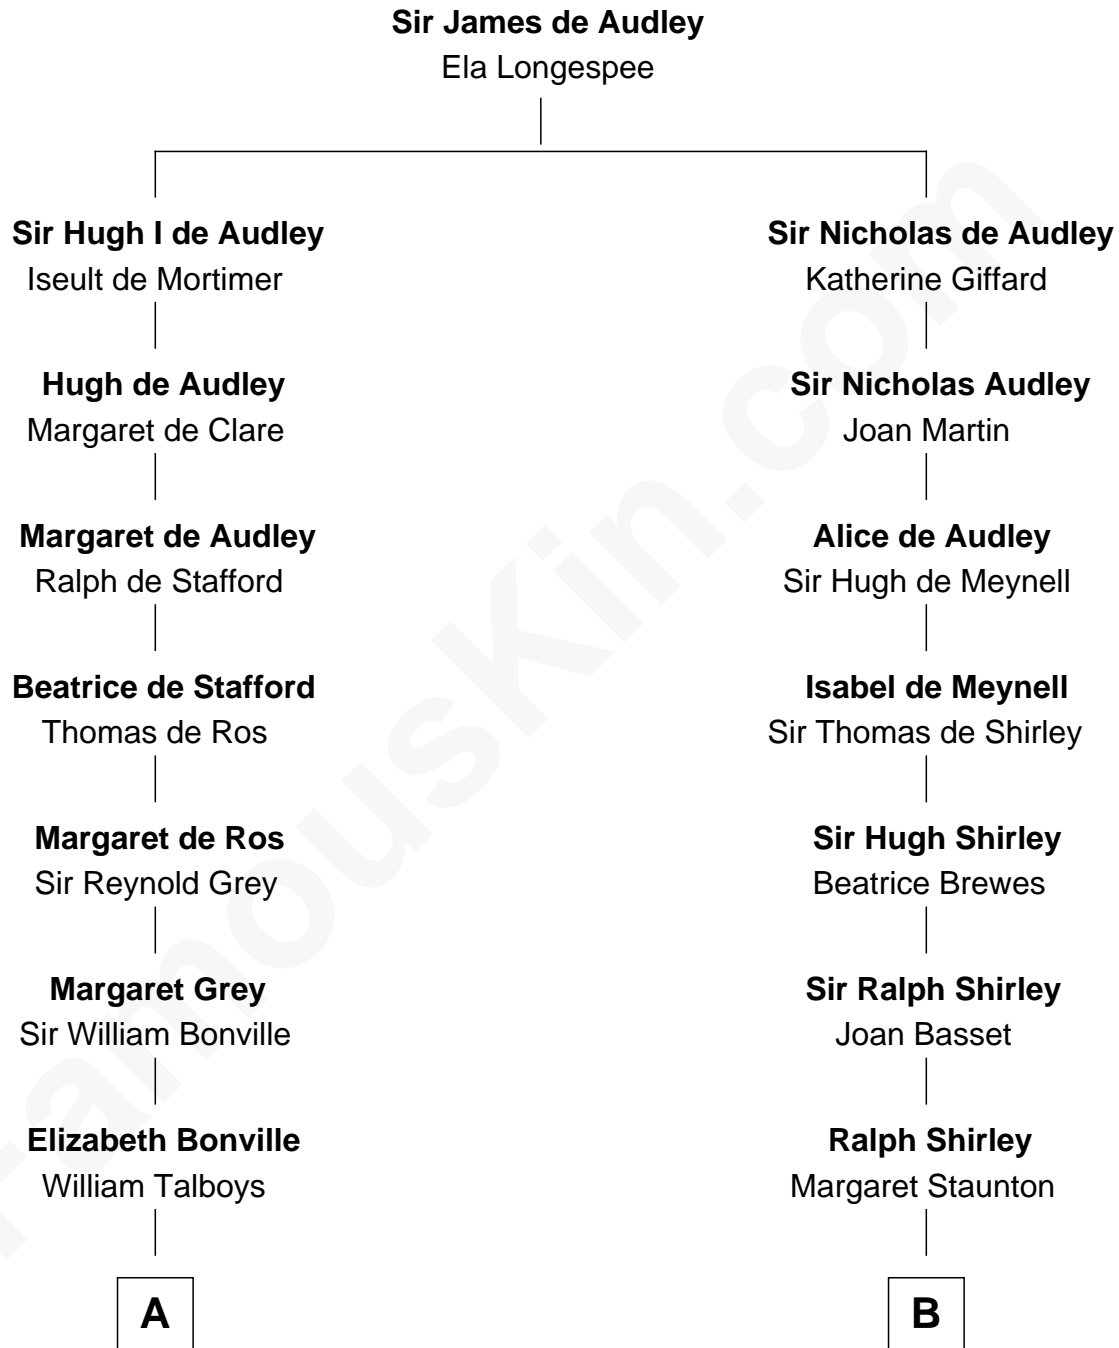 Sir James de Audley
Ela Longespee
Sir Hugh I de Audley
Iseult de Mortimer
Hugh de Audley
Margaret de Clare
Margaret de Audley
Ralph de Stafford
Beatrice de Stafford
Thomas de Ros
Margaret de Ros
Sir Reynold Grey
Margaret Grey
Sir William Bonville
Elizabeth Bonville
William Talboys
A
Sir Nicholas de Audley
Katherine Giffard
Sir Nicholas Audley
Joan Martin
Alice de Audley
Sir Hugh de Meynell
Isabel de Meynell
Sir Thomas de Shirley
Sir Hugh Shirley
Beatrice Brewes
Sir Ralph Shirley
Joan Basset
Ralph Shirley
Margaret Staunton
B
FamousKin.com